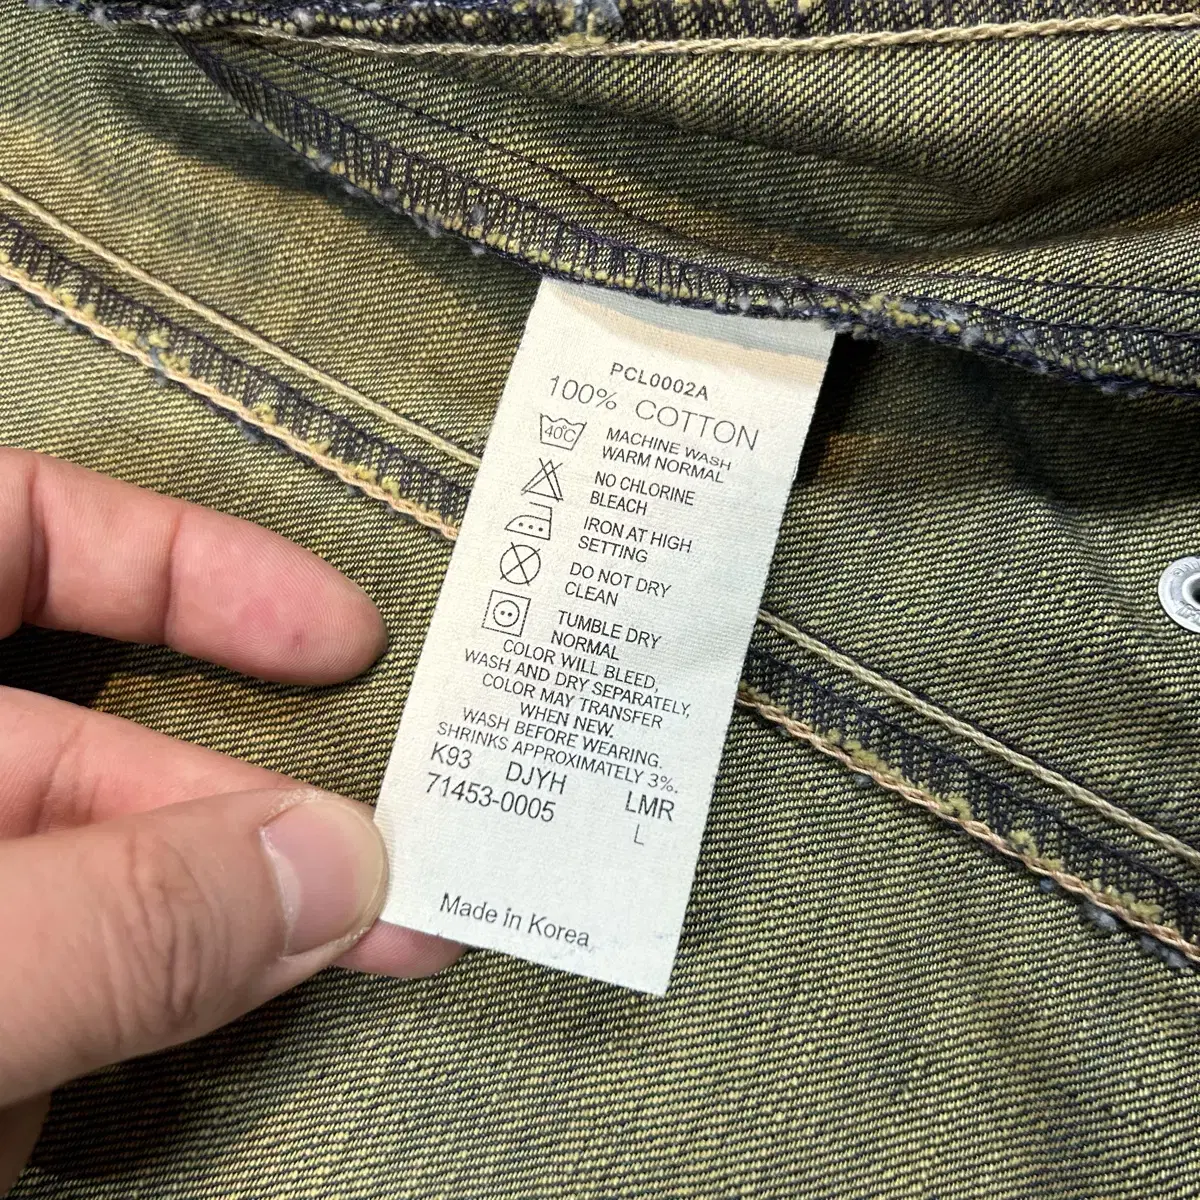 PCL0002A
100% COTTON
40°C
MACHINE WASH
WARM NORMAL
NO CHLORINE
BLEACH
IRON AT HIGH
SETTING
DO NOT DRY
CLEAN
TUMBLE DRY
NORMAL
COLOR WILL BLEED,
WASH AND DRY SEPARATELY,
COLOR MAY TRANSFER
WHEN NEW.
WASH BEFORE WEARING.
SHRINKS APPROXIMATELY 3%.
K93 DJYH LMR
71453-0005 L
Made in Korea